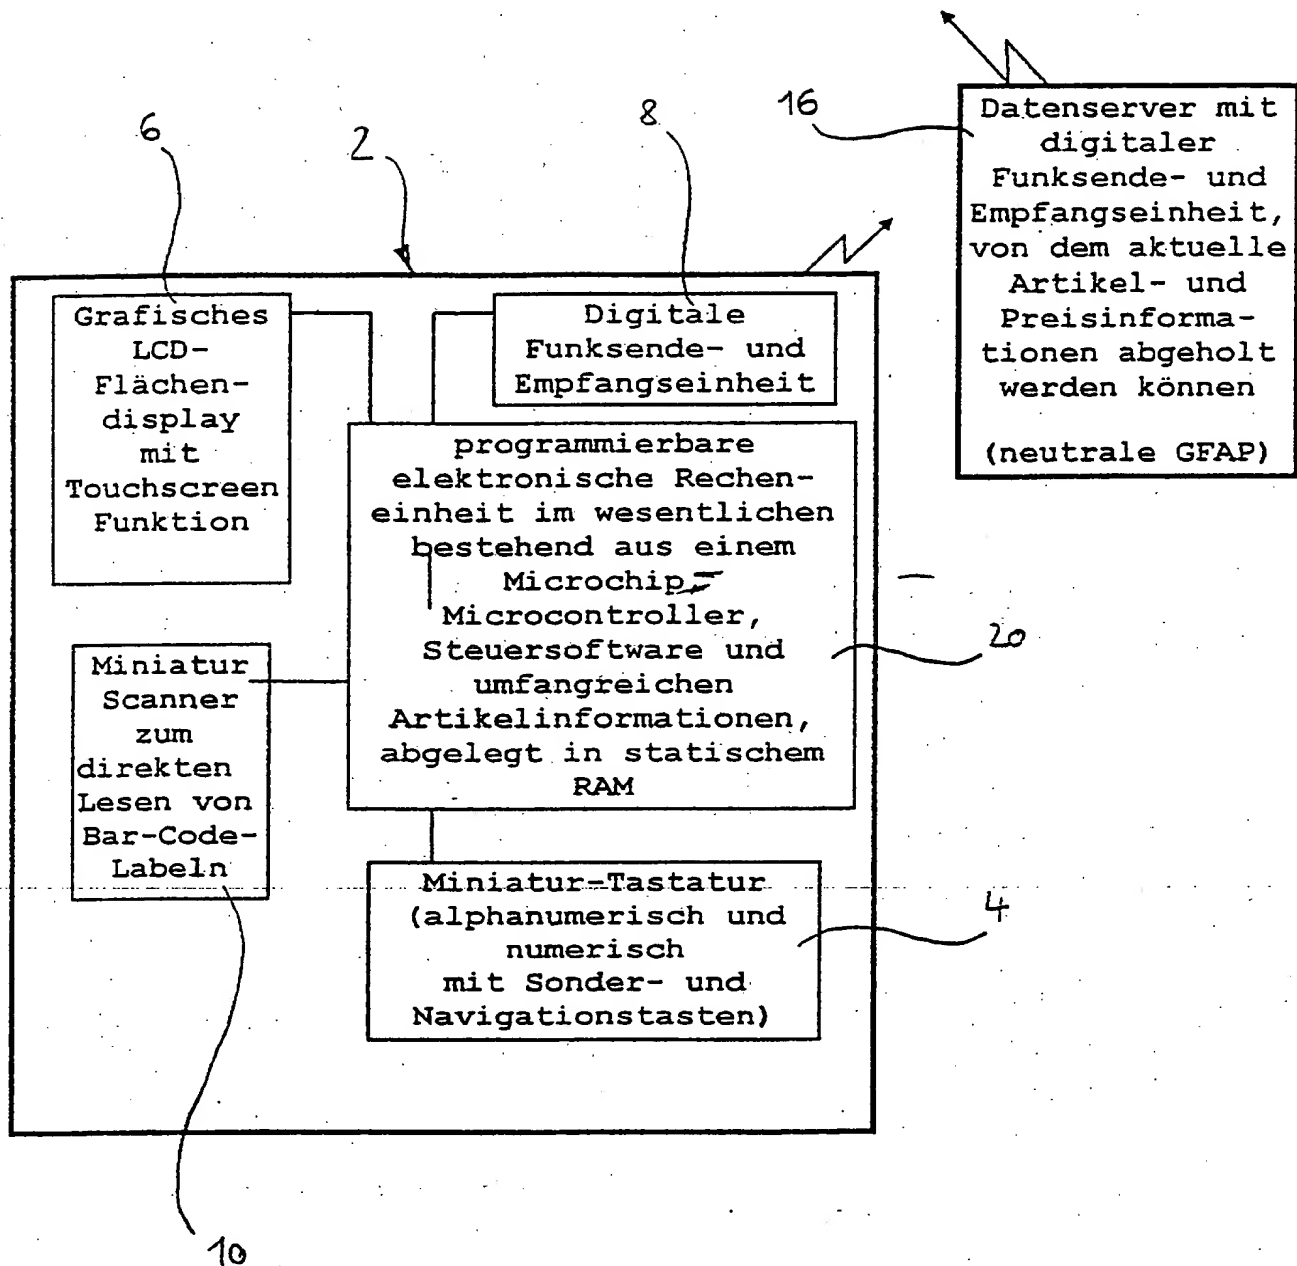 16
6
2
8
Datenserver mit
digitaler
Funksende- und
Empfangseinheit,
von dem aktuelle
Artikel- und
Preisinforma-
tionen abgeholt
werden können
(neutrale GFAP)
Grafisches
LCD-
Flächen-
display
mit
Touchscreen
Funktion
Digitale
Funksende- und
Empfangseinheit
programmierbare
elektronische Rechen-
einheit im wesentlichen
bestehend aus einem
Microchip,
Microcontroller,
Steuersoftware und
umfangreichen
Artikelinformationen,
abgelegt in statischem
RAM
20
Miniatur
Scanner
zum
direkten
Lesen von
Bar-Code-
Labeln
Miniatur-Tastatur
(alphanumerisch und
numerisch
mit Sonder- und
Navigationstasten)
4
10